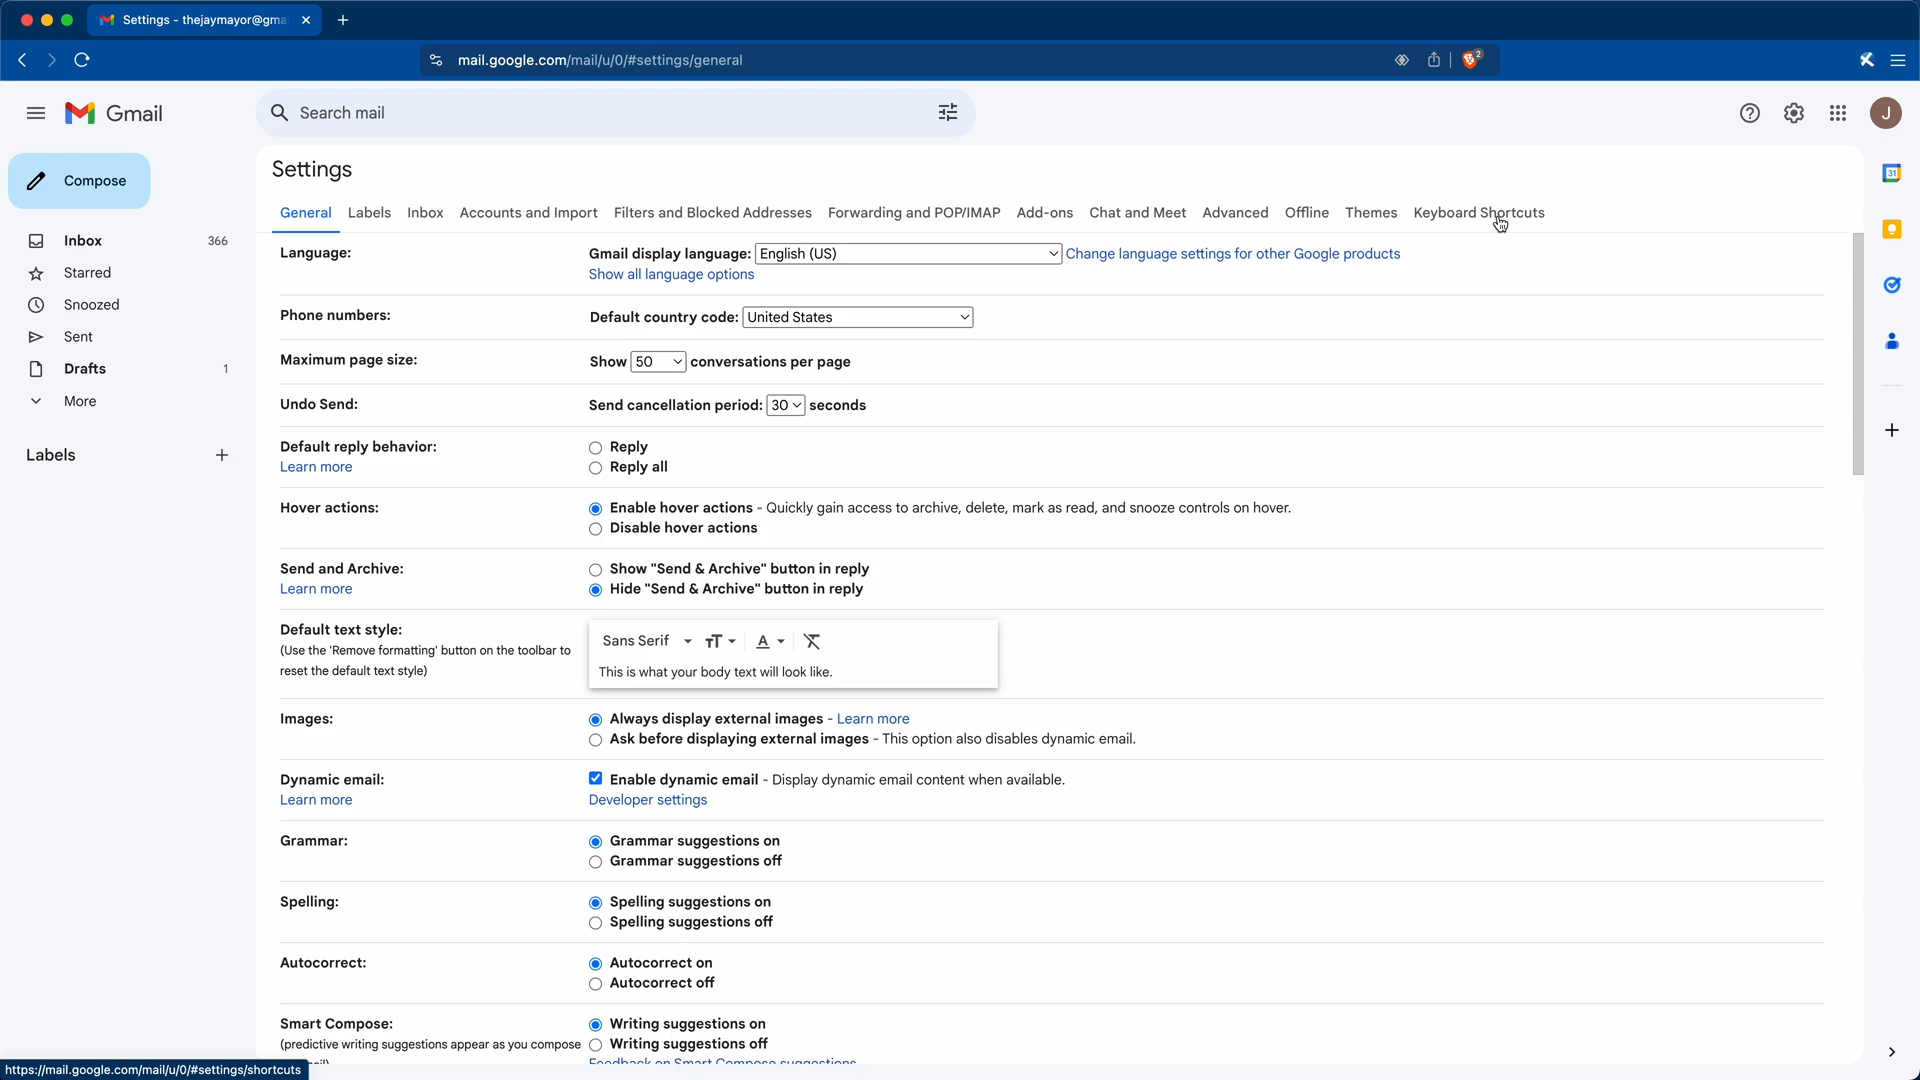 Settings - thejaymayor@gma
mail.google.com/mail/u/0/#settings/general
2
Gmail
Search mail
J
Compose
Inbox 366
Starred
Snoozed
Sent
Drafts 1
More
Labels
31
Settings
General Labels Inbox Accounts and Import Filters and Blocked Addresses Forwarding and POP/IMAP Add-ons Chat and Meet Advanced Offline Themes Keyboard Shortcuts
Language: Gmail display language: English (US) Change language settings for other Google products
Show all language options
Phone numbers: Default country code: United States
Maximum page size: Show 50 conversations per page
Undo Send: Send cancellation period: 30 seconds
Default reply behavior: Reply
Learn more Reply all
Hover actions: Enable hover actions - Quickly gain access to archive, delete, mark as read, and snooze controls on hover.
Disable hover actions
Send and Archive: Show "Send & Archive" button in reply
Learn more Hide "Send & Archive" button in reply
Default text style:
(Use the 'Remove formatting' button on the toolbar to
reset the default text style)
Sans Serif
This is what your body text will look like.
Images: Always display external images - Learn more
Ask before displaying external images - This option also disables dynamic email.
Dynamic email: Enable dynamic email - Display dynamic email content when available.
Learn more Developer settings
Grammar: Grammar suggestions on
Grammar suggestions off
Spelling: Spelling suggestions on
Spelling suggestions off
Autocorrect: Autocorrect on
Autocorrect off
Smart Compose: Writing suggestions on
(predictive writing suggestions appear as you compose Writing suggestions off
Feedback on Smart Compose suggestions
https://mail.google.com/mail/u/0/#settings/shortcuts